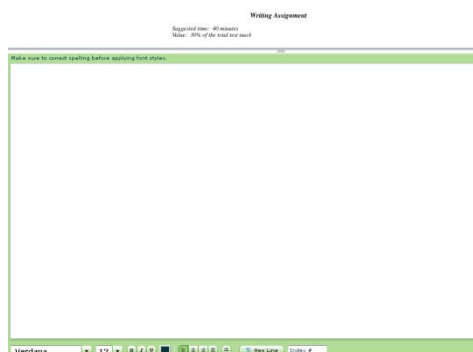 Writing Assignment
Suggested time: 40 minutes
Value: 30% of the total test mark
Make sure to correct spelling before applying font styles.
Verdana 12 B I U New Line Index #